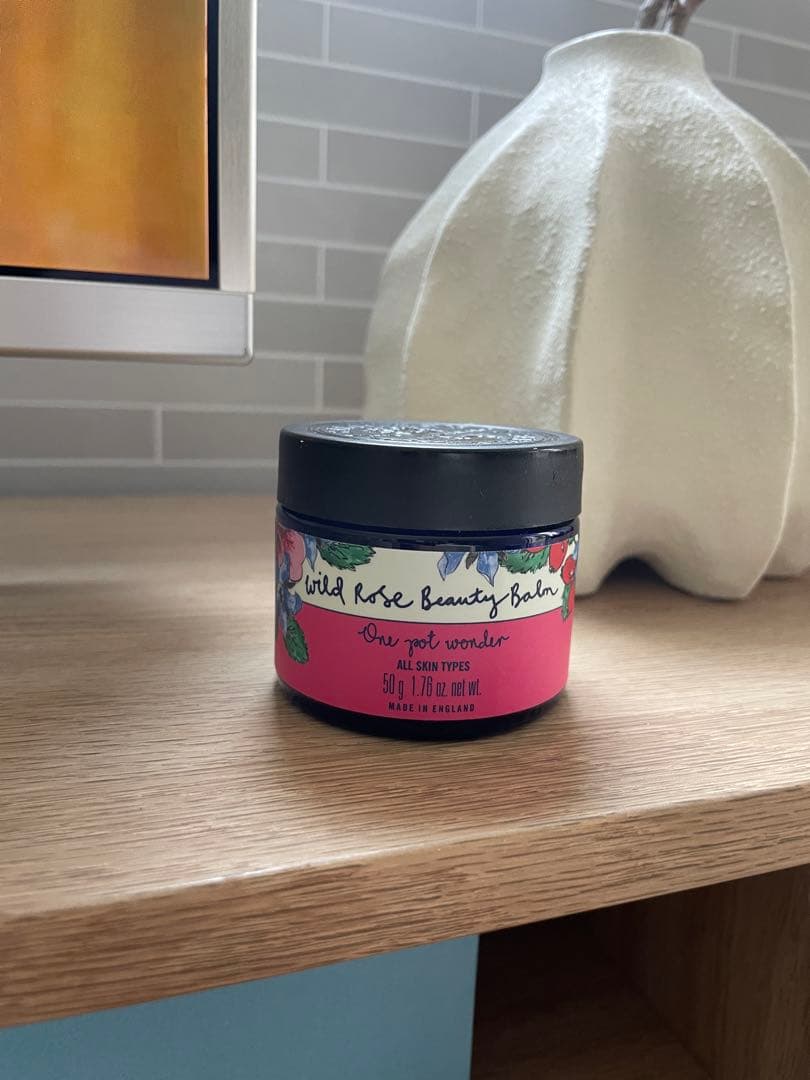 Wild Rose Beauty Balm
One pot wonder
ALL SKIN TYPES
50 g 1.76 oz. net wt.
MADE IN ENGLAND